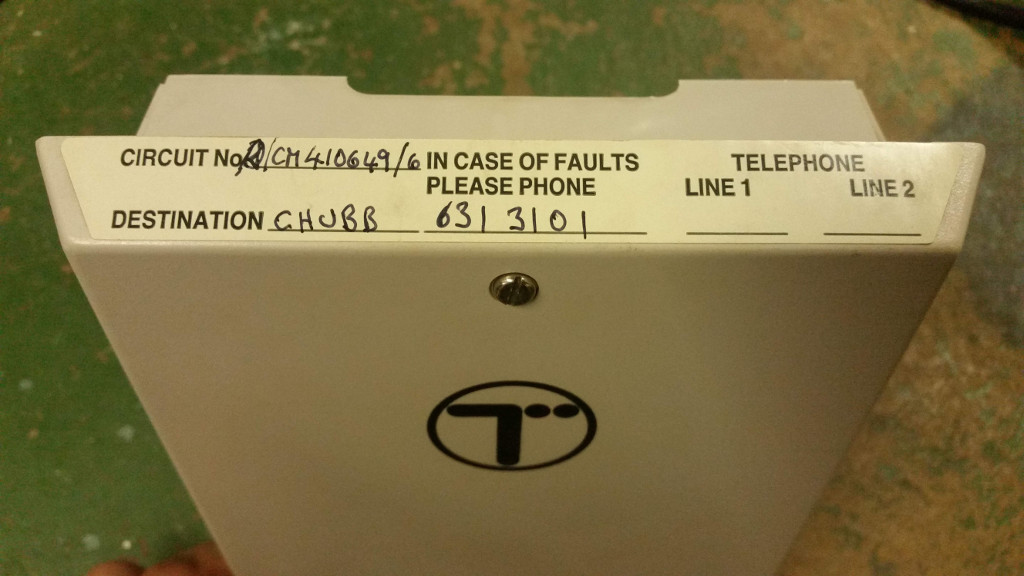 CIRCUIT No /CM410649/6 IN CASE OF FAULTS TELEPHONE
PLEASE PHONE LINE 1 LINE 2
DESTINATION CHUBB 631 3101